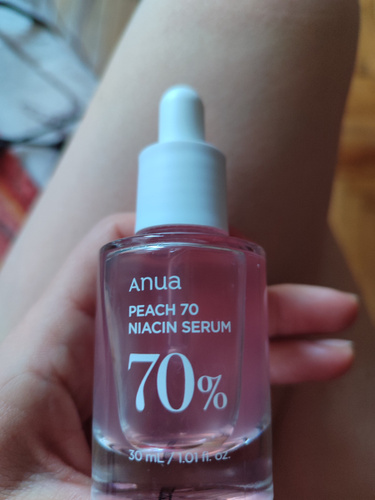 Anua
PEACH 70
NIACIN SERUM
70%
30 mL / 1.01 fl. oz.